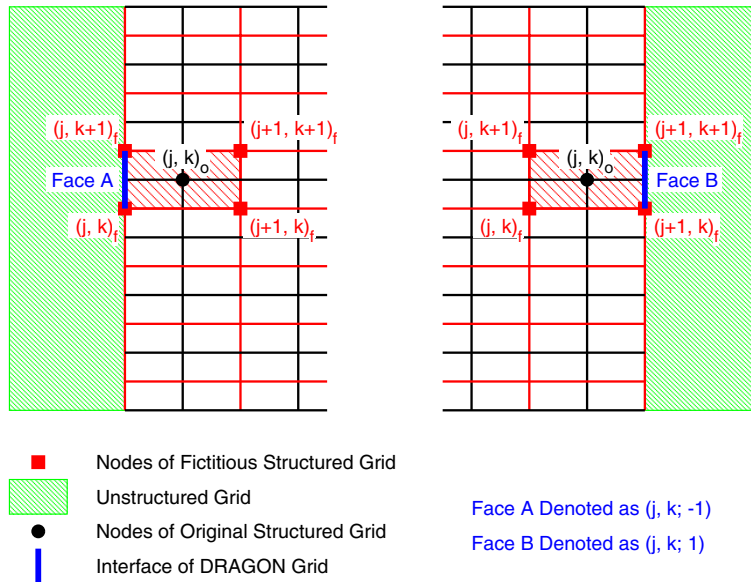 (j, k+1)f (j+1, k+1)f
(j, k)o
Face A
(j, k)f (j+1, k)f
(j, k+1)f (j+1, k+1)f
(j, k)o
Face B
(j, k)f (j+1, k)f
Nodes of Fictitious Structured Grid
Unstructured Grid
Nodes of Original Structured Grid
Interface of DRAGON Grid
Face A Denoted as (j, k; -1)
Face B Denoted as (j, k; 1)